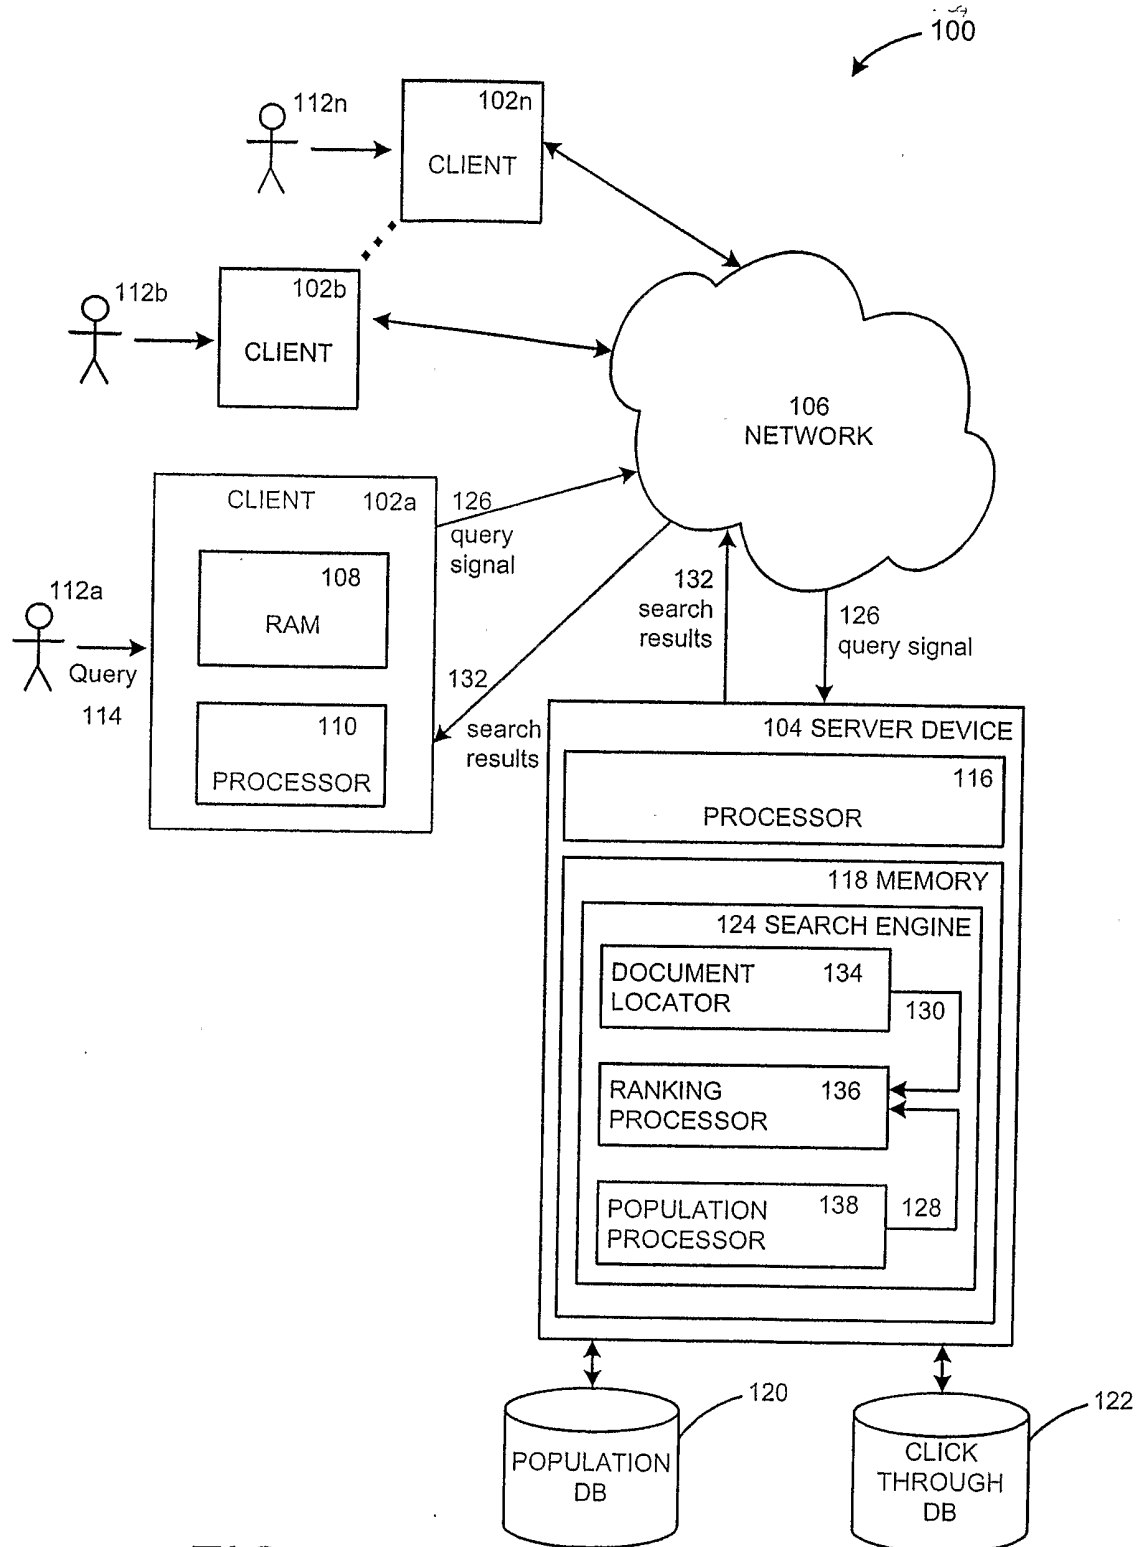 100
112n
102n
CLIENT
112b
102b
CLIENT
106
NETWORK
CLIENT 102a
126
query
signal
108
RAM
112a
Query
114
110
PROCESSOR
132
search
results
132
search
results
126
query signal
104 SERVER DEVICE
116
PROCESSOR
118 MEMORY
124 SEARCH ENGINE
DOCUMENT 134
LOCATOR
130
RANKING 136
PROCESSOR
POPULATION 138
PROCESSOR
128
120
POPULATION
DB
122
CLICK
THROUGH
DB